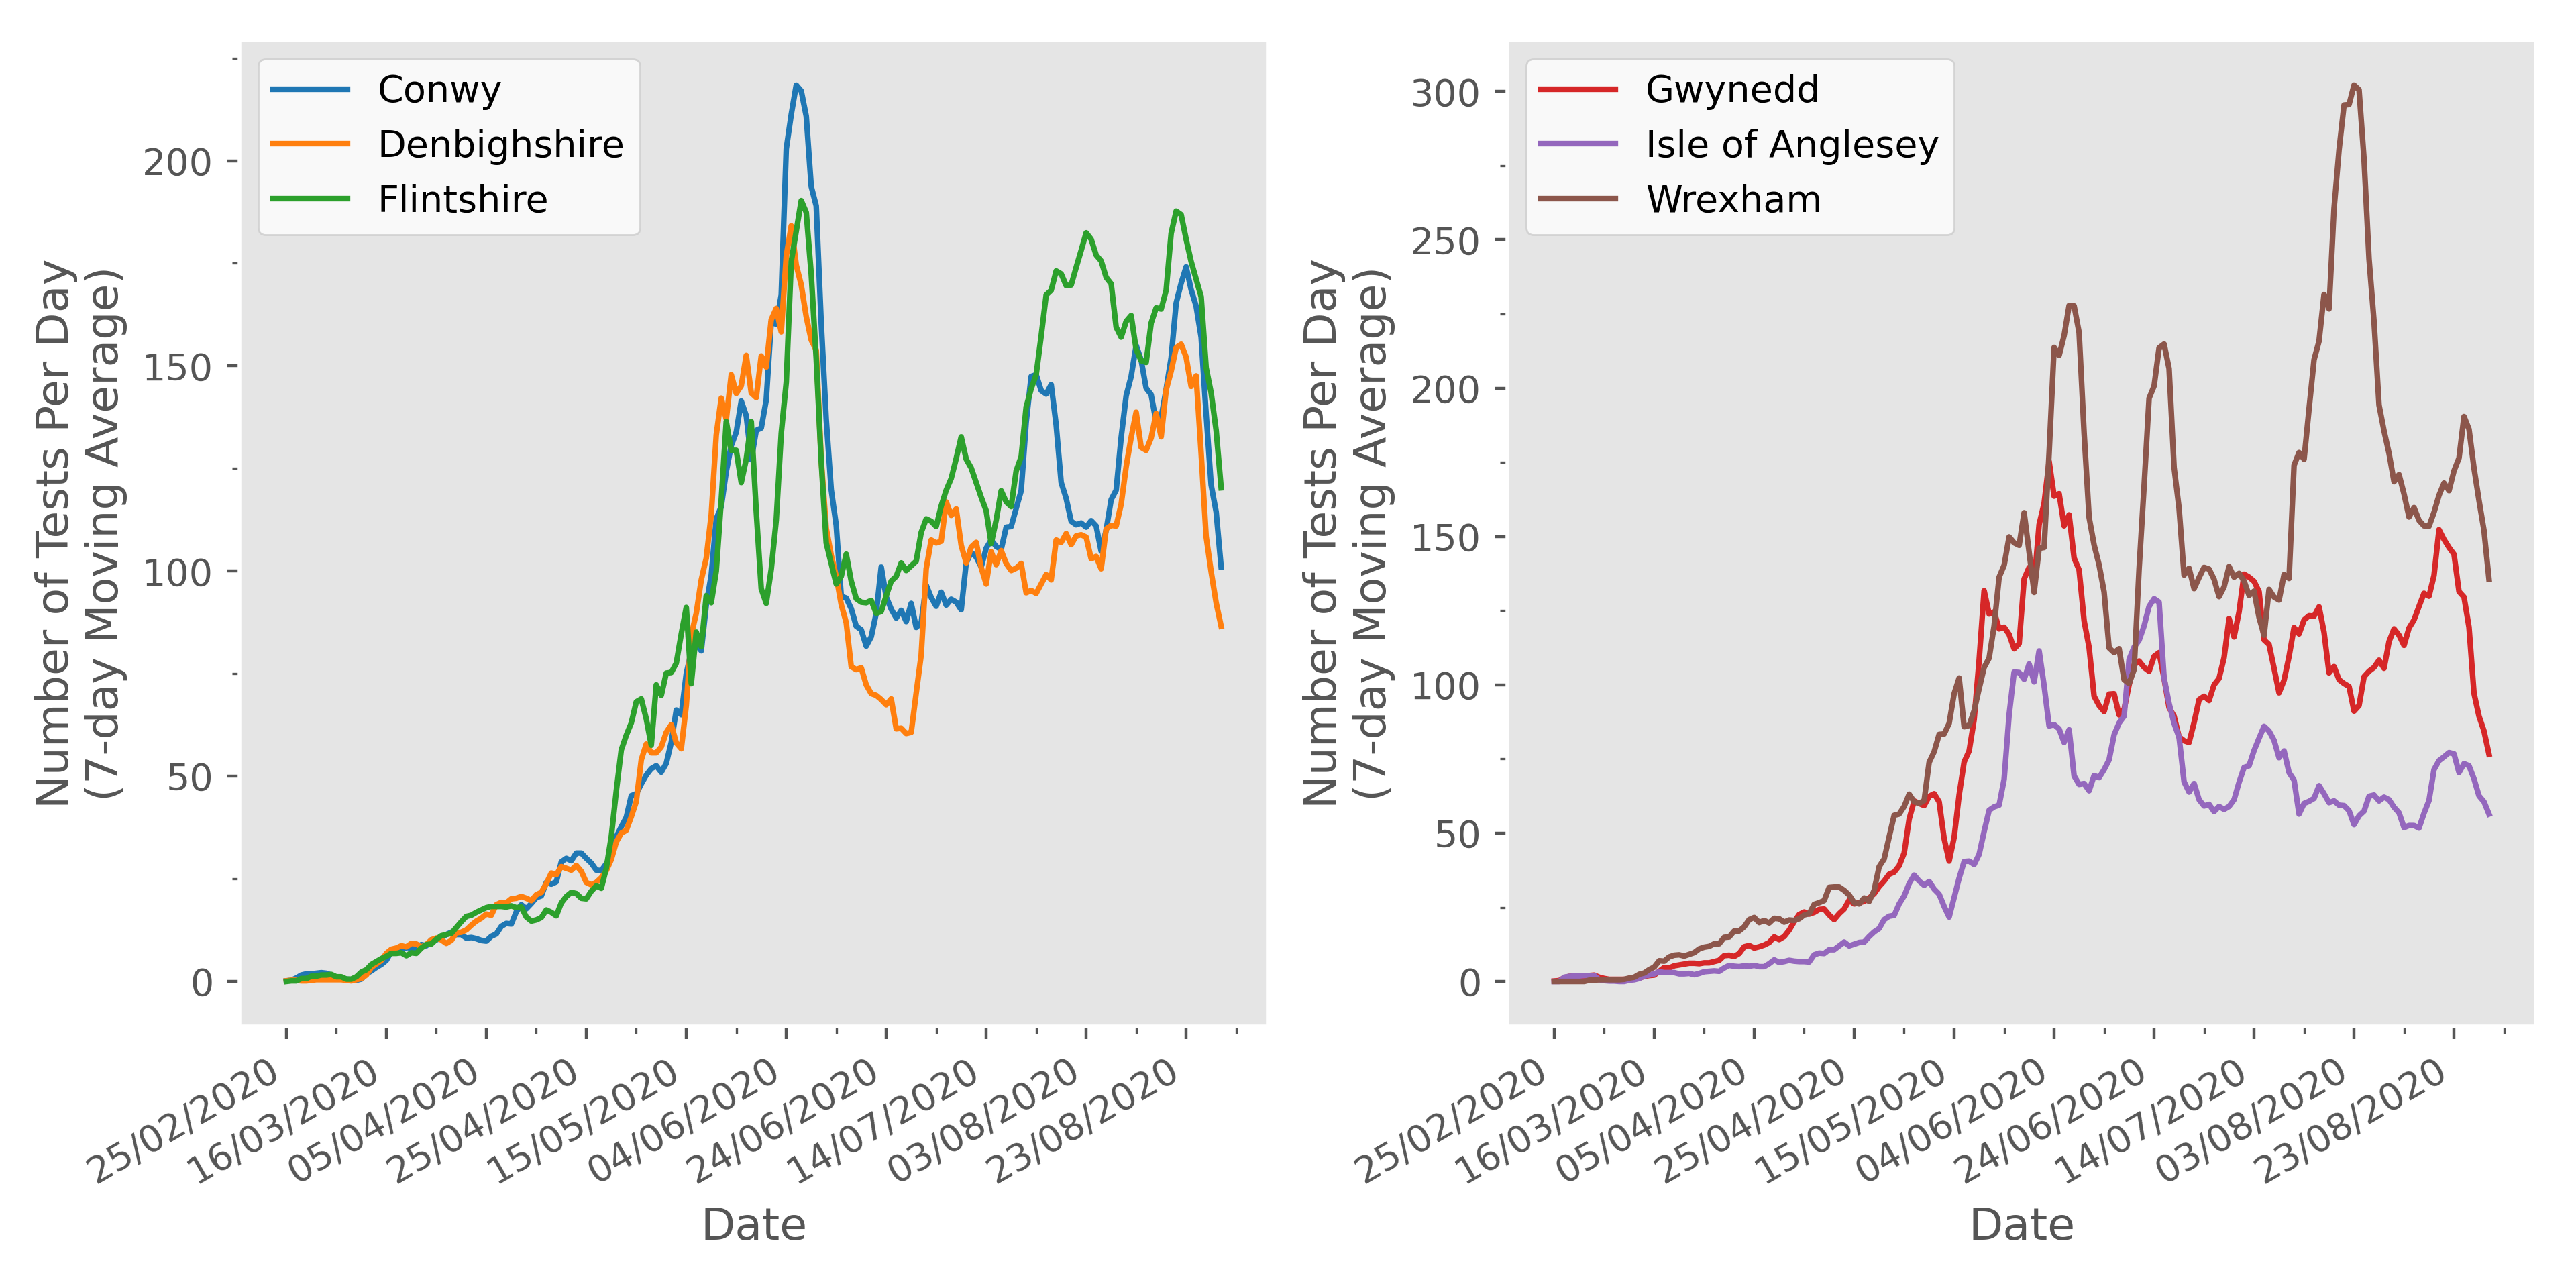 Conwy
Denbighshire
Flintshire
Number of Tests Per Day
(7-day Moving Average)
200
150
100
50
0
25/02/2020
16/03/2020
05/04/2020
25/04/2020
15/05/2020
04/06/2020
24/06/2020
14/07/2020
03/08/2020
23/08/2020
Date
Gwynedd
Isle of Anglesey
Wrexham
Number of Tests Per Day
(7-day Moving Average)
300
250
200
150
100
50
0
25/02/2020
16/03/2020
05/04/2020
25/04/2020
15/05/2020
04/06/2020
24/06/2020
14/07/2020
03/08/2020
23/08/2020
Date